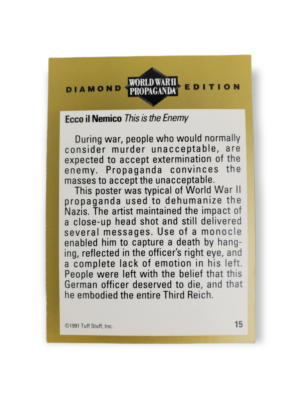 WORLD WAR II
DIAMOND PROPAGANDA EDITION
Ecco il Nemico This is the Enemy
During war, people who would normally
consider murder unacceptable, are
expected to accept extermination of the
enemy. Propaganda convinces the
masses to accept the unacceptable.
This poster was typical of World War II
propaganda used to dehumanize the
Nazis. The artist maintained the impact of
a close-up head shot and still delivered
several messages. Use of a monocle
enabled him to capture a death by hang-
ing, reflected in the officer's right eye, and
a complete lack of emotion in his left.
People were left with the belief that this
German officer deserved to die, and that
he embodied the entire Third Reich.
©1991 Tuff Stuff, Inc. 15